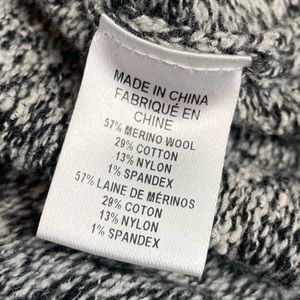 MADE IN CHINA
FABRIQUÉ EN
CHINE
57% MERINO WOOL
29% COTTON
13% NYLON
1% SPANDEX
57% LAINE DE MÉRINOS
29% COTON
13% NYLON
1% SPANDEX